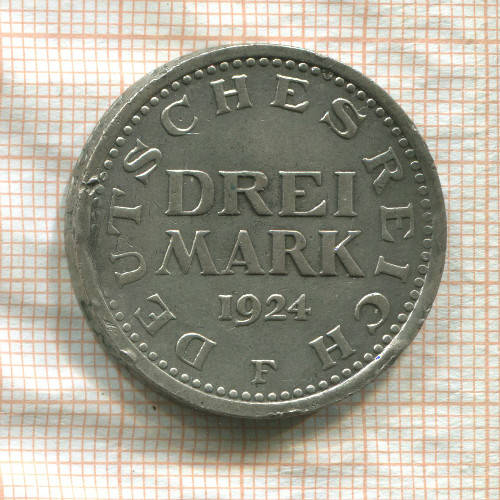 DEUTSCHES REICH
DREI
MARK
1924
F